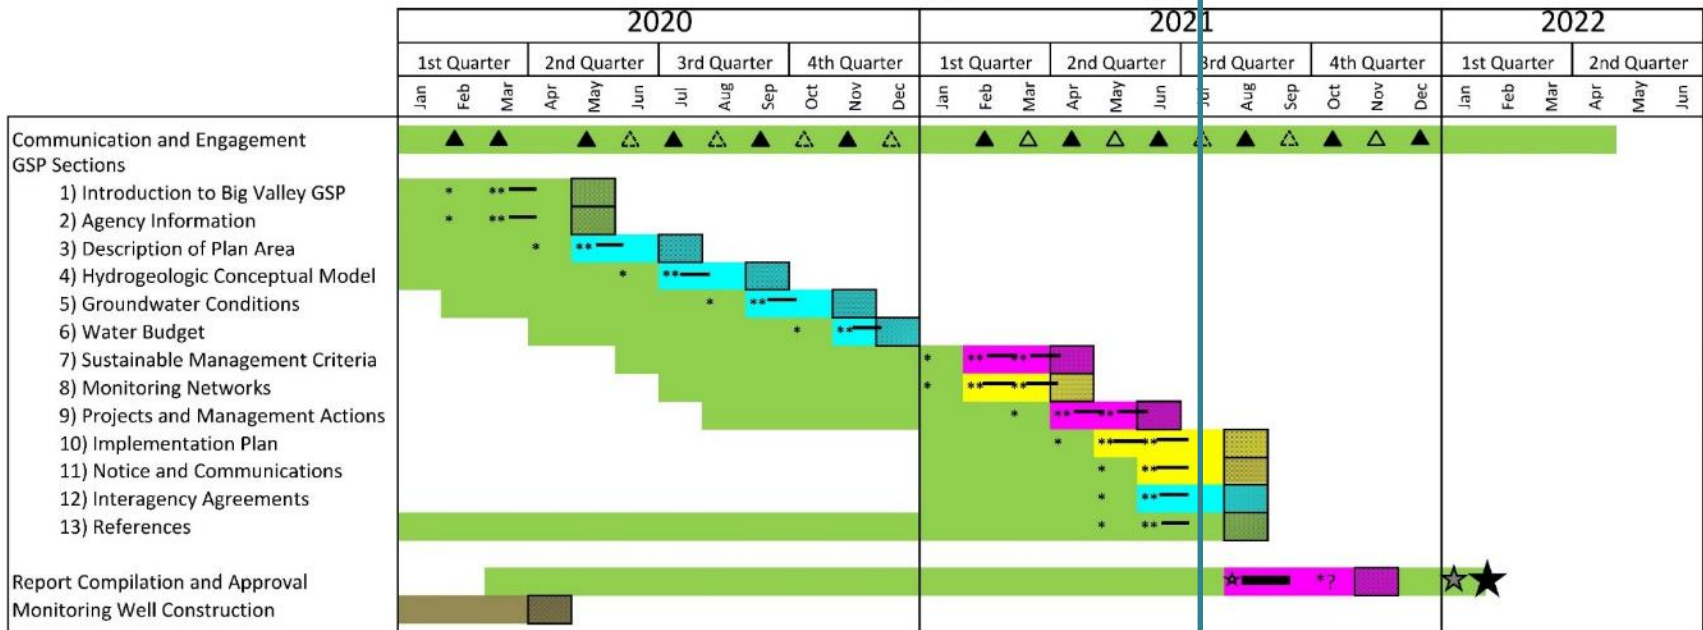 2020 2021 2022
1st Quarter 2nd Quarter 3rd Quarter 4th Quarter 1st Quarter 2nd Quarter 3rd Quarter 4th Quarter 1st Quarter 2nd Quarter
Jan Feb Mar Apr May Jun Jul Aug Sep Oct Nov Dec Jan Feb Mar Apr May Jun Jul Aug Sep Oct Nov Dec Jan Feb Mar Apr May Jun
Communication and Engagement
GSP Sections
1) Introduction to Big Valley GSP * **
2) Agency Information * **
3) Description of Plan Area * **
4) Hydrogeologic Conceptual Model * **
5) Groundwater Conditions * **
6) Water Budget * **
7) Sustainable Management Criteria * ** **
8) Monitoring Networks * ** **
9) Projects and Management Actions * ** **
10) Implementation Plan * ** **
11) Notice and Communications * **
12) Interagency Agreements * **
13) References * **
Report Compilation and Approval *?
Monitoring Well Construction